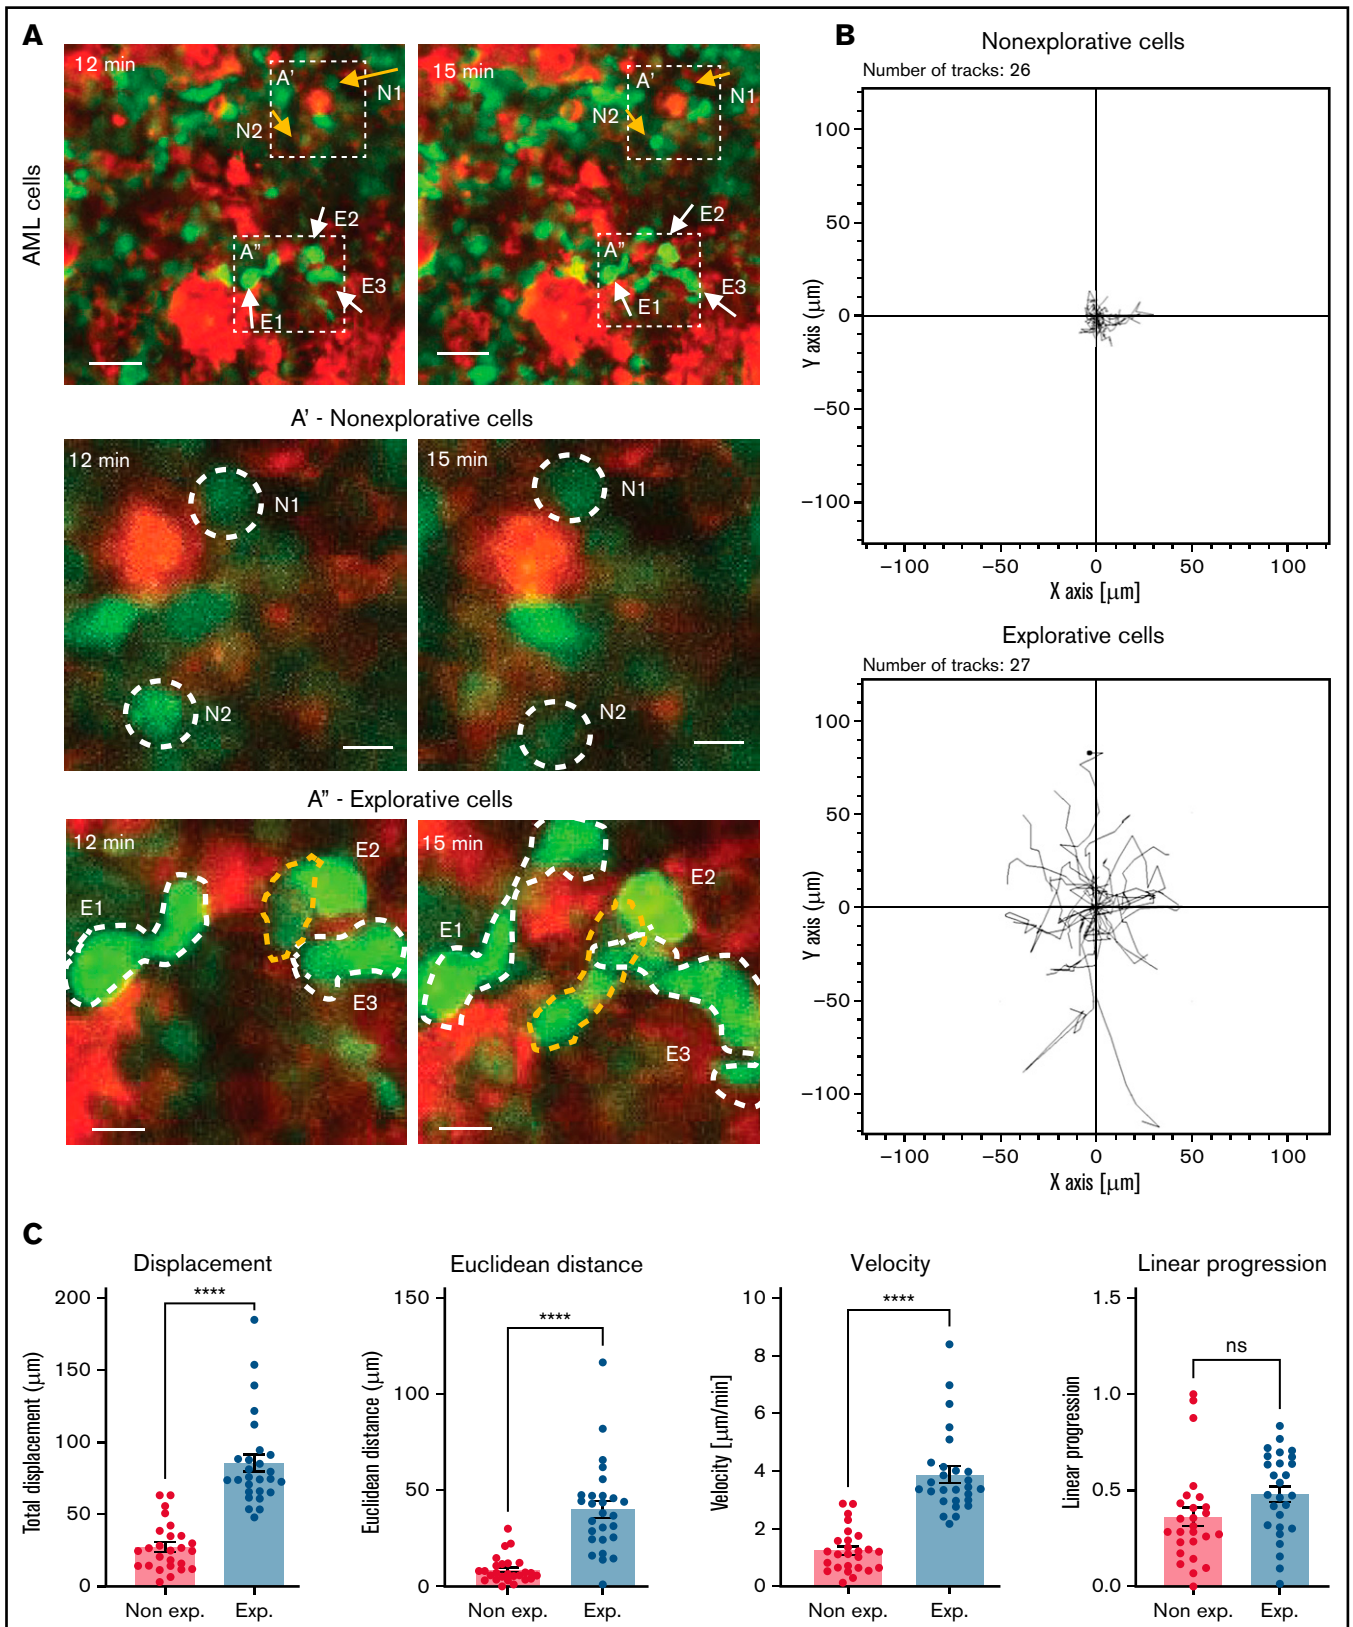 A
12 min
A'
N1
N2
E2
A"
E3
E1
15 min
A'
N1
N2
E2
A"
E3
E1
AML cells
A' - Nonexplorative cells
12 min
N1
N2
15 min
N1
N2
A" - Explorative cells
12 min
E2
E1
E3
15 min
E2
E1
E3
B
Nonexplorative cells
Number of tracks: 26
100
50
0
−50
−100
Y axis (μm)
−100 −50 0 50 100
X axis [μm]
Explorative cells
Number of tracks: 27
100
50
0
−50
−100
Y axis (μm)
−100 −50 0 50 100
X axis [μm]
C
Displacement
****
200
150
100
50
0
Total displacement (μm)
Non exp. Exp.
Euclidean distance
****
150
100
50
0
Euclidean distance (μm)
Non exp. Exp.
Velocity
****
10
8
6
4
2
0
Velocity [μm/min]
Non exp. Exp.
Linear progression
ns
1.5
1.0
0.5
0.0
Linear progression
Non exp. Exp.